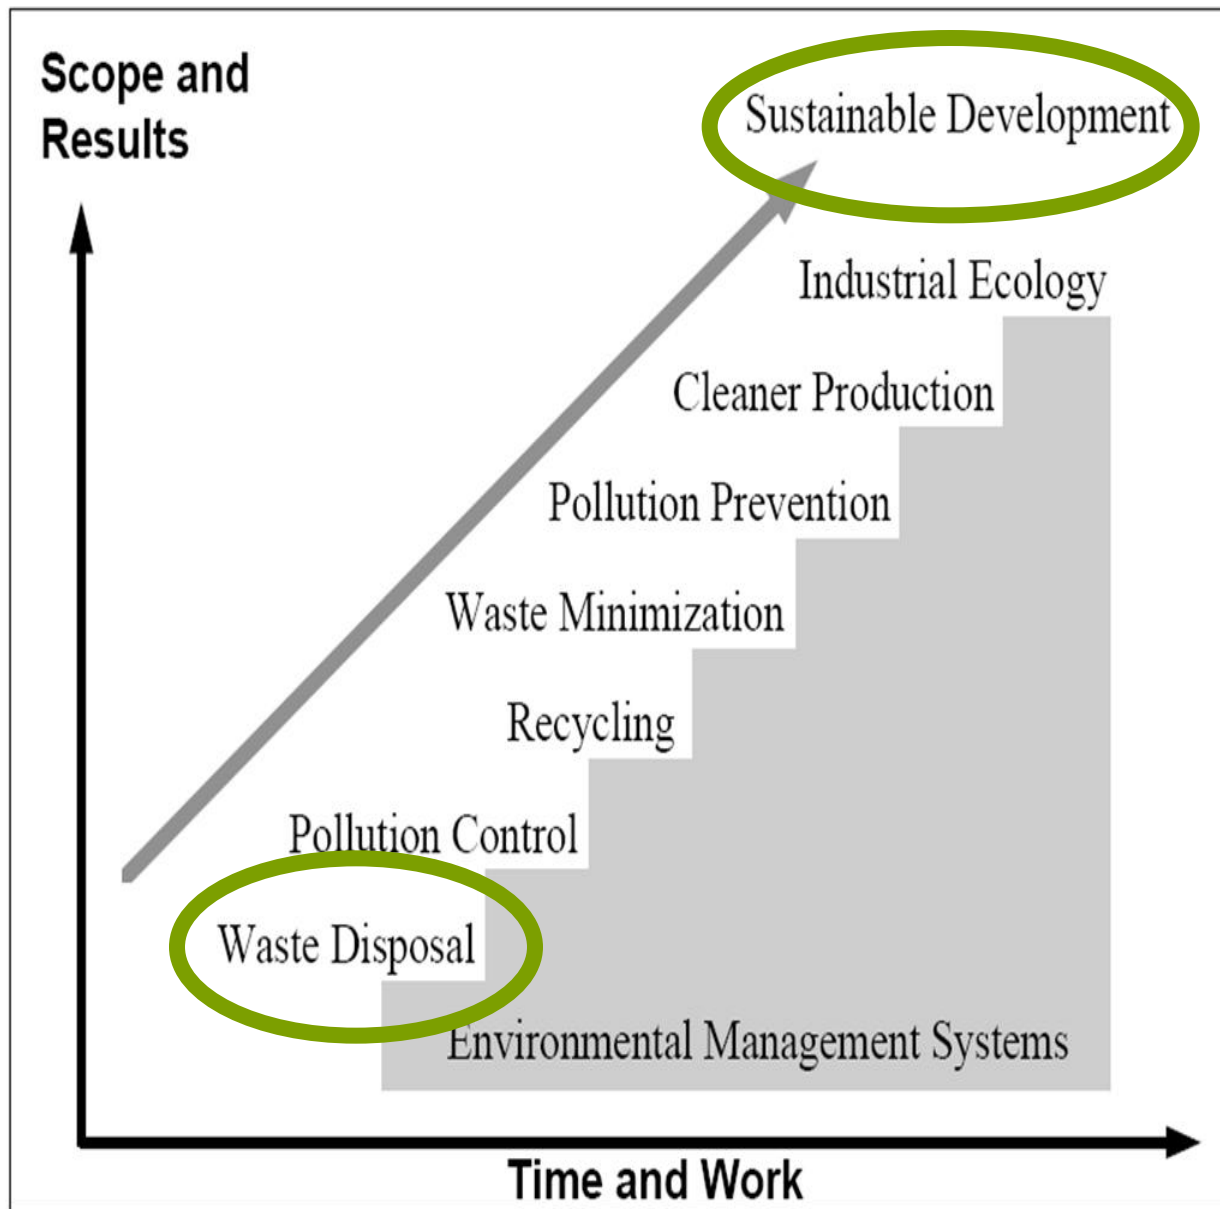 Scope and
Results
Sustainable Development
Industrial Ecology
Cleaner Production
Pollution Prevention
Waste Minimization
Recycling
Pollution Control
Waste Disposal
Environmental Management Systems
Time and Work